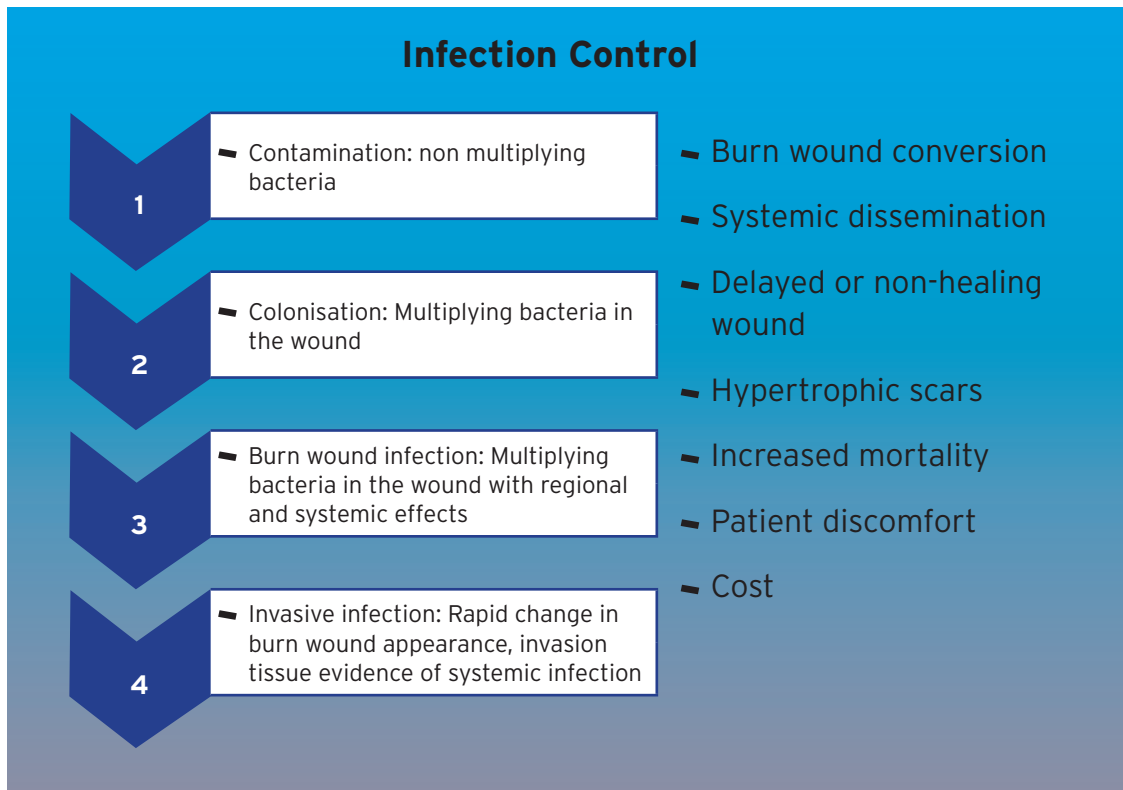 Infection Control
1
- Contamination: non multiplying
bacteria
2
- Colonisation: Multiplying bacteria in
the wound
3
- Burn wound infection: Multiplying
bacteria in the wound with regional
and systemic effects
4
- Invasive infection: Rapid change in
burn wound appearance, invasion
tissue evidence of systemic infection
- Burn wound conversion
- Systemic dissemination
- Delayed or non-healing
wound
- Hypertrophic scars
- Increased mortality
- Patient discomfort
- Cost